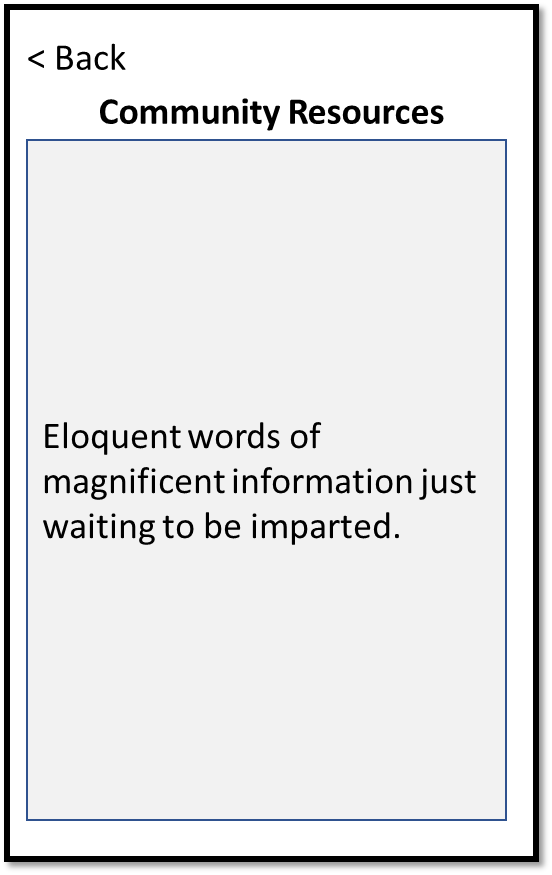 < Back
Community Resources
Eloquent words of
magnificent information just
waiting to be imparted.